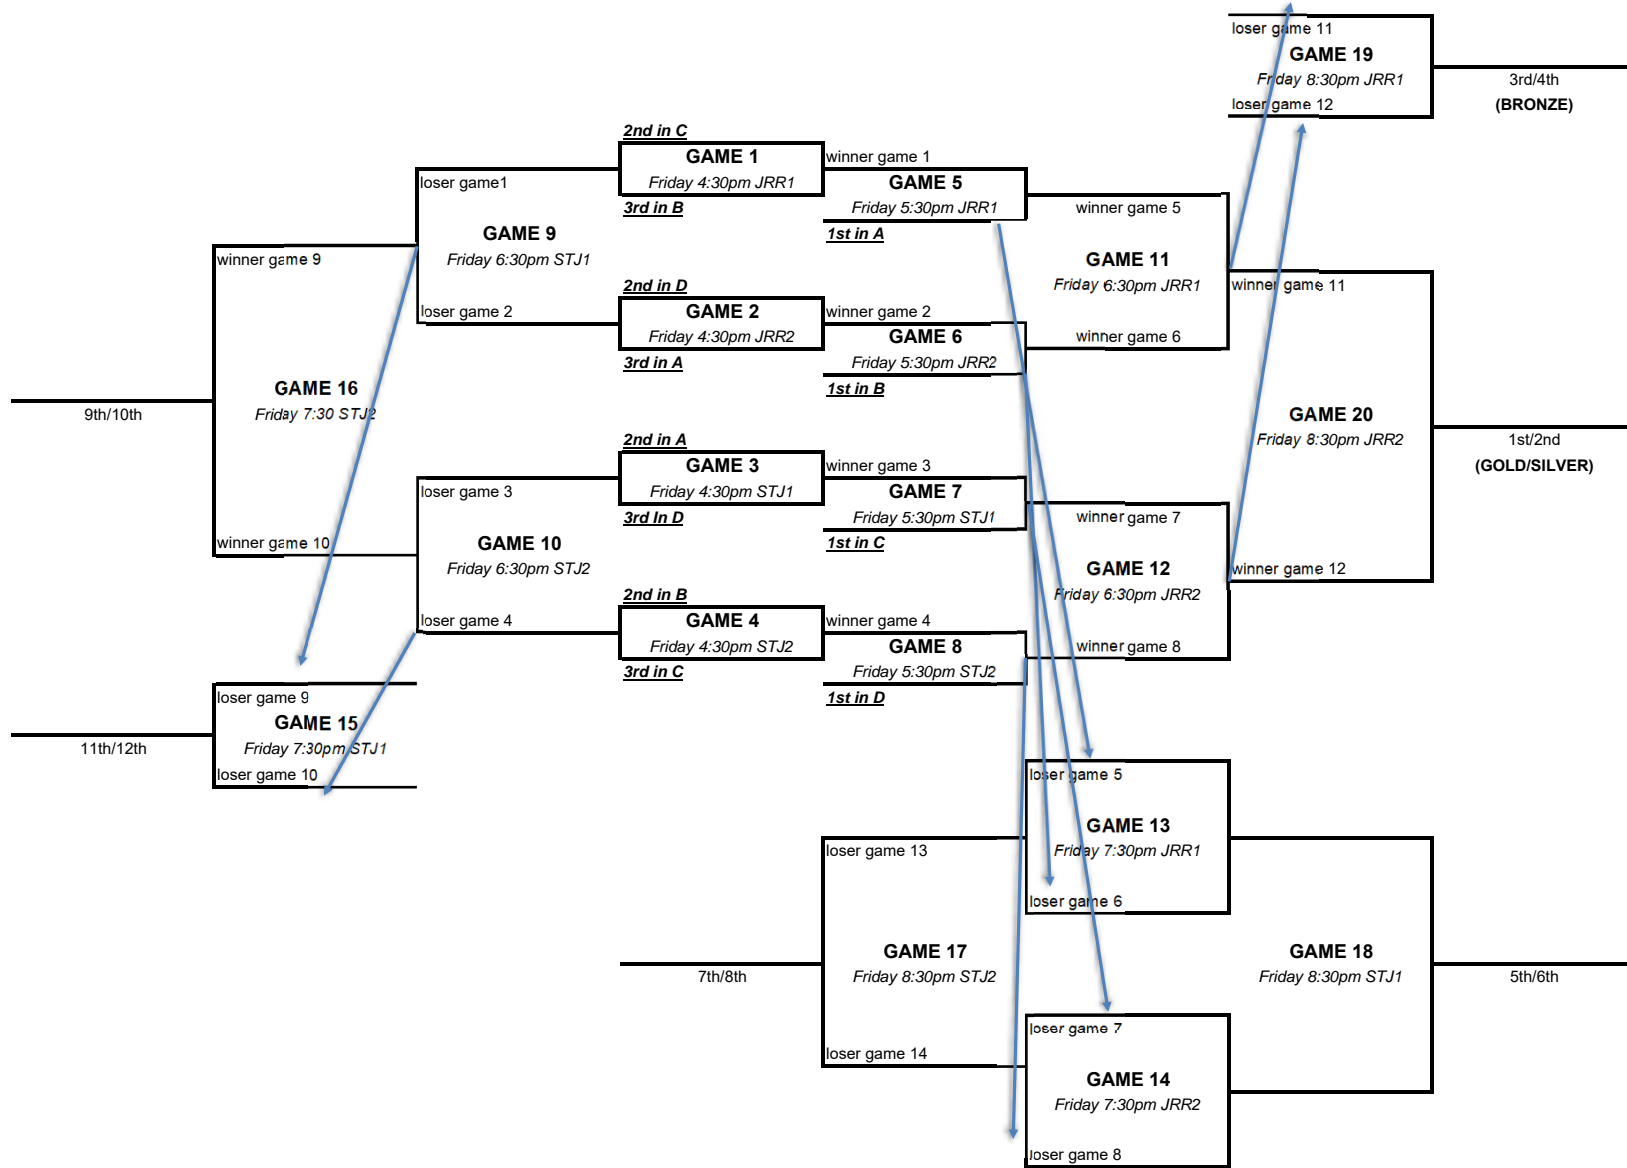 loser game 11
GAME 19
Friday 8:30pm JRR1
loser game 12
3rd/4th
(BRONZE)
2nd in C
GAME 1
Friday 4:30pm JRR1
3rd in B
winner game 1
GAME 5
Friday 5:30pm JRR1
1st in A
loser game1
GAME 9
Friday 6:30pm STJ1
loser game 2
winner game 5
GAME 11
Friday 6:30pm JRR1
winner game 6
2nd in D
GAME 2
Friday 4:30pm JRR2
3rd in A
winner game 2
GAME 6
Friday 5:30pm JRR2
1st in B
winner game 9
GAME 16
Friday 7:30 STJ2
winner game 10
9th/10th
winner game 11
GAME 20
Friday 8:30pm JRR2
winner game 12
1st/2nd
(GOLD/SILVER)
2nd in A
GAME 3
Friday 4:30pm STJ1
3rd In D
winner game 3
GAME 7
Friday 5:30pm STJ1
1st in C
loser game 3
GAME 10
Friday 6:30pm STJ2
loser game 4
winner game 7
GAME 12
Friday 6:30pm JRR2
winner game 8
2nd in B
GAME 4
Friday 4:30pm STJ2
3rd in C
winner game 4
GAME 8
Friday 5:30pm STJ2
1st in D
loser game 9
GAME 15
Friday 7:30pm STJ1
loser game 10
11th/12th
loser game 5
GAME 13
Friday 7:30pm JRR1
loser game 6
loser game 13
GAME 17
Friday 8:30pm STJ2
loser game 14
7th/8th
GAME 18
Friday 8:30pm STJ1
5th/6th
loser game 7
GAME 14
Friday 7:30pm JRR2
loser game 8